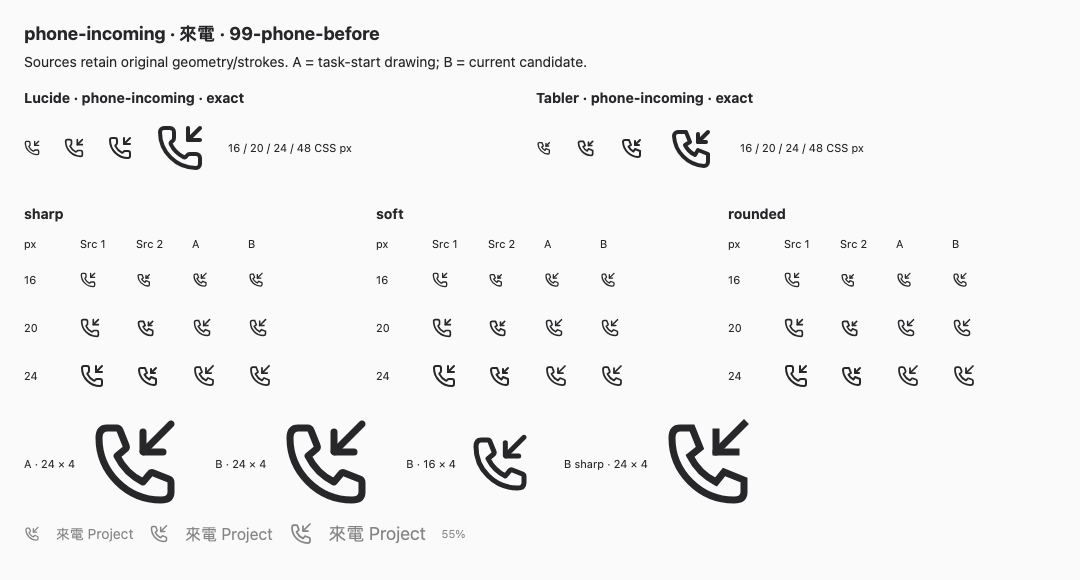 phone-incoming · 來電 · 99-phone-before
Sources retain original geometry/strokes. A = task-start drawing; B = current candidate.
Lucide · phone-incoming · exact
Tabler · phone-incoming · exact
16 / 20 / 24 / 48 CSS px
16 / 20 / 24 / 48 CSS px
sharp
soft
rounded
px Src 1 Src 2 A B
px Src 1 Src 2 A B
px Src 1 Src 2 A B
16
16
16
20
20
20
24
24
24
A · 24 × 4
B · 24 × 4
B · 16 × 4
B sharp · 24 × 4
來電 Project
來電 Project
來電 Project
55%